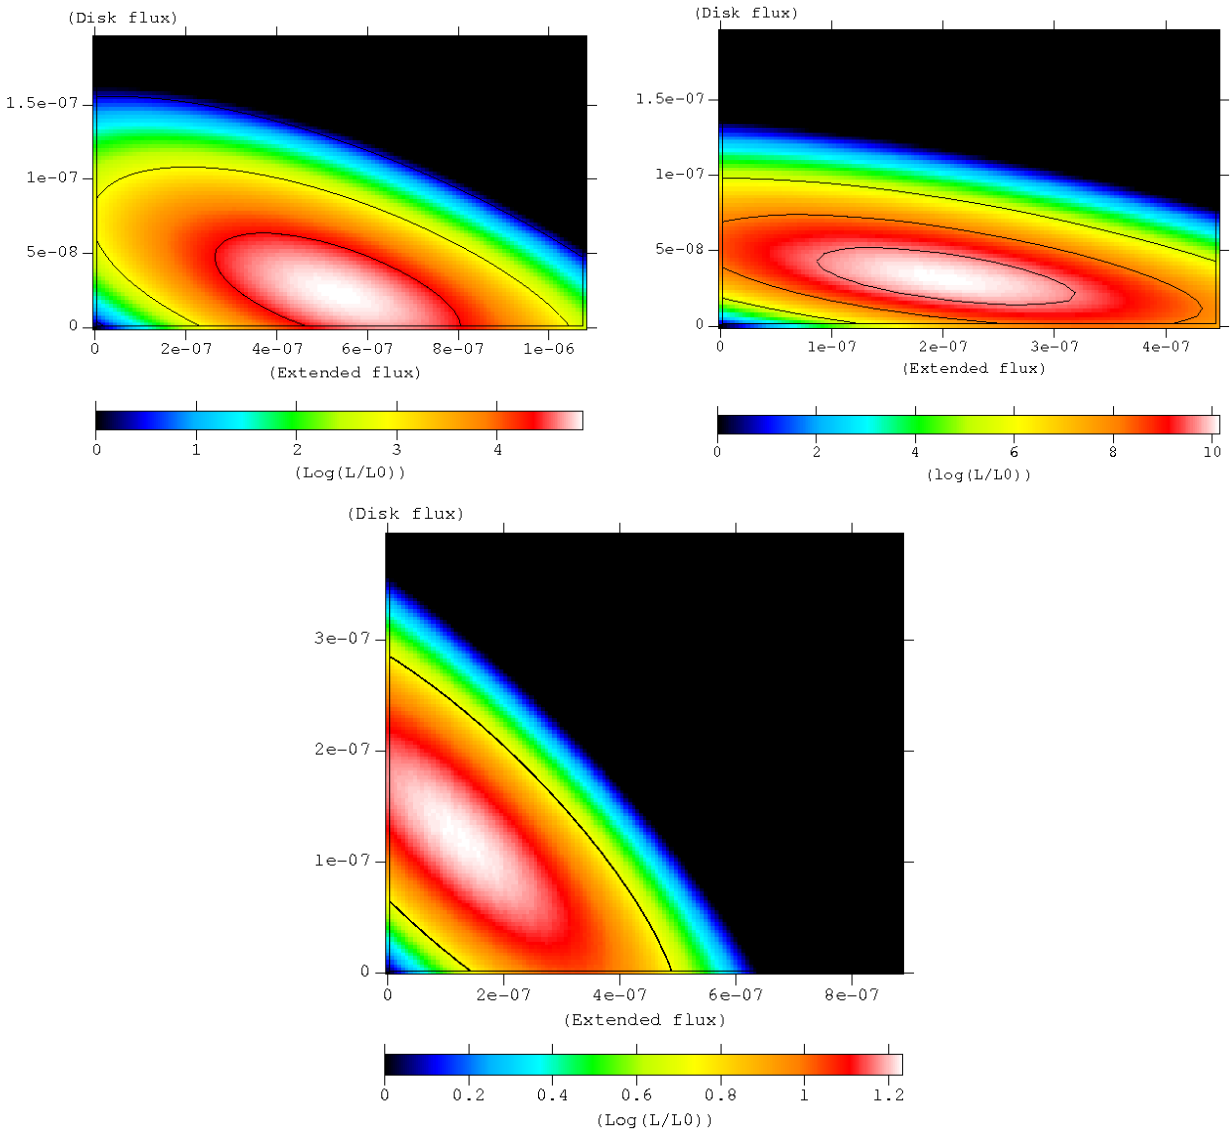 (Disk flux)
1.5e-07
1e-07
5e-08
0
0 2e-07 4e-07 6e-07 8e-07 1e-06
(Extended flux)
0 1 2 3 4
(Log(L/L0))
(Disk flux)
1.5e-07
1e-07
5e-08
0
0 1e-07 2e-07 3e-07 4e-07
(Extended flux)
0 2 4 6 8 10
(log(L/L0))
(Disk flux)
3e-07
2e-07
1e-07
0
0 2e-07 4e-07 6e-07 8e-07
(Extended flux)
0 0.2 0.4 0.6 0.8 1 1.2
(Log(L/L0))